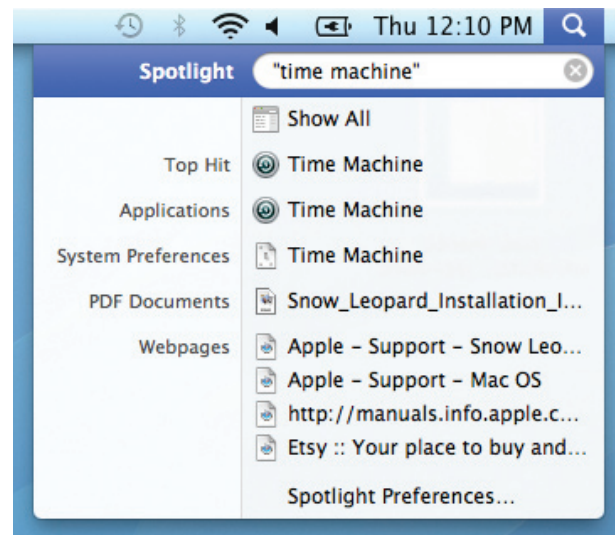 Thu 12:10 PM
Spotlight "time machine"
Show All
Top Hit Time Machine
Applications Time Machine
System Preferences Time Machine
PDF Documents Snow_Leopard_Installation_I...
Webpages Apple – Support – Snow Leo...
Apple – Support – Mac OS
http://manuals.info.apple.c...
Etsy :: Your place to buy and...
Spotlight Preferences...